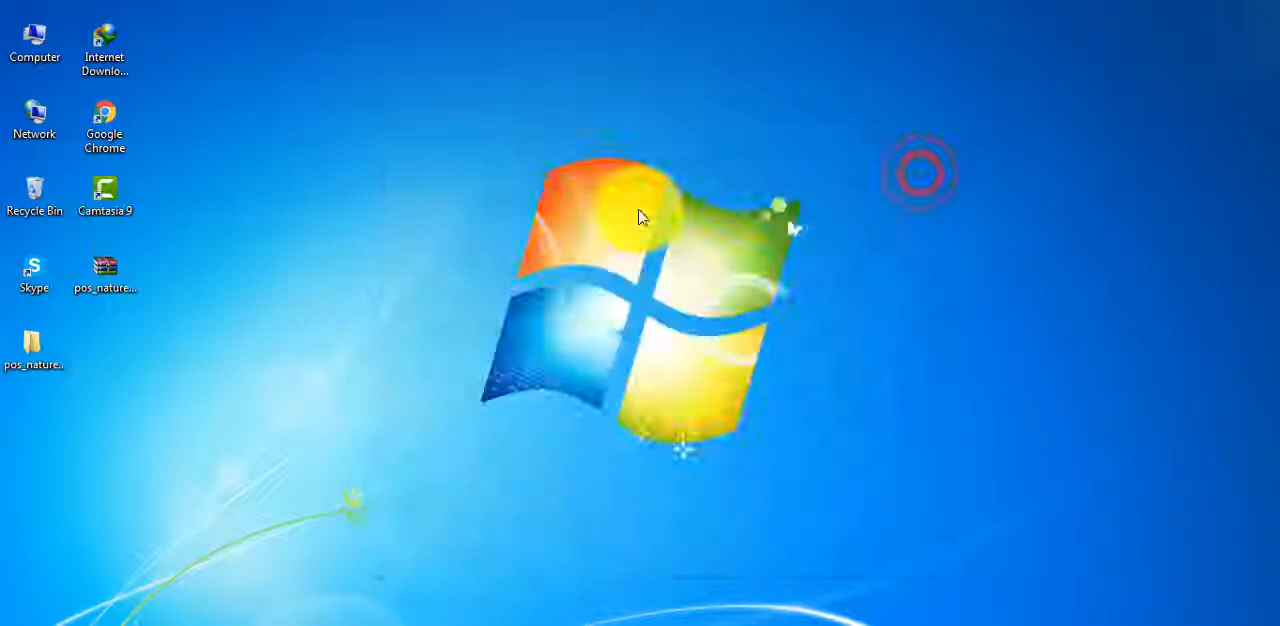 Computer
Internet
Downlo...
Network
Google
Chrome
Recycle Bin
Camtasia 9
Skype
pos_nature...
pos_nature..